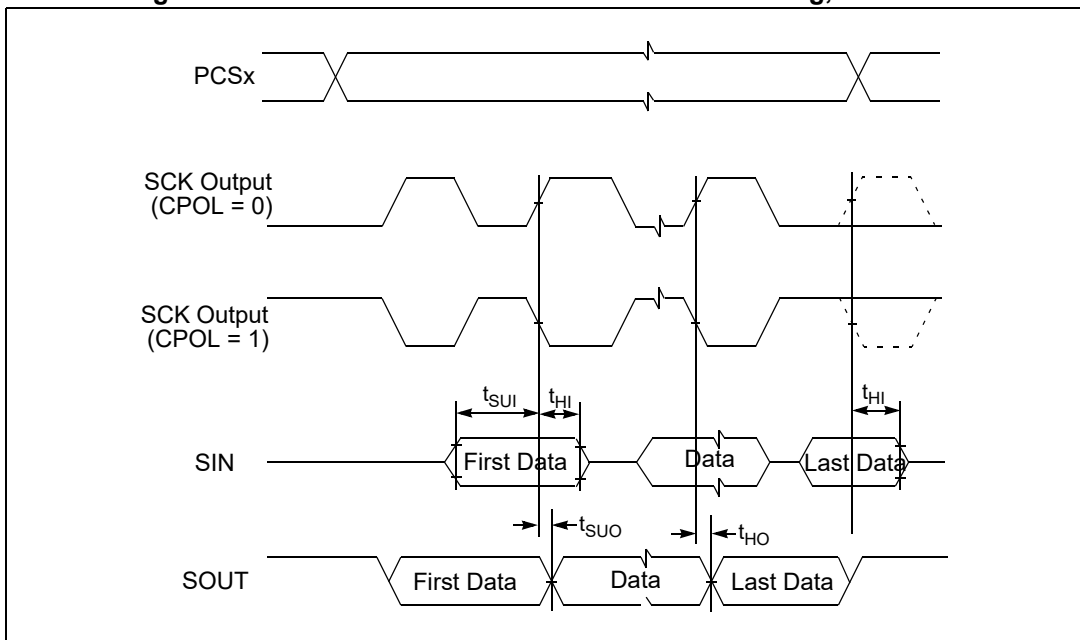 PCSx
SCK Output
(CPOL = 0)
SCK Output
(CPOL = 1)
tSUI
tHI
tHI
SIN
First Data
Data
Last Data
tSUO
tHO
SOUT
First Data
Data
Last Data